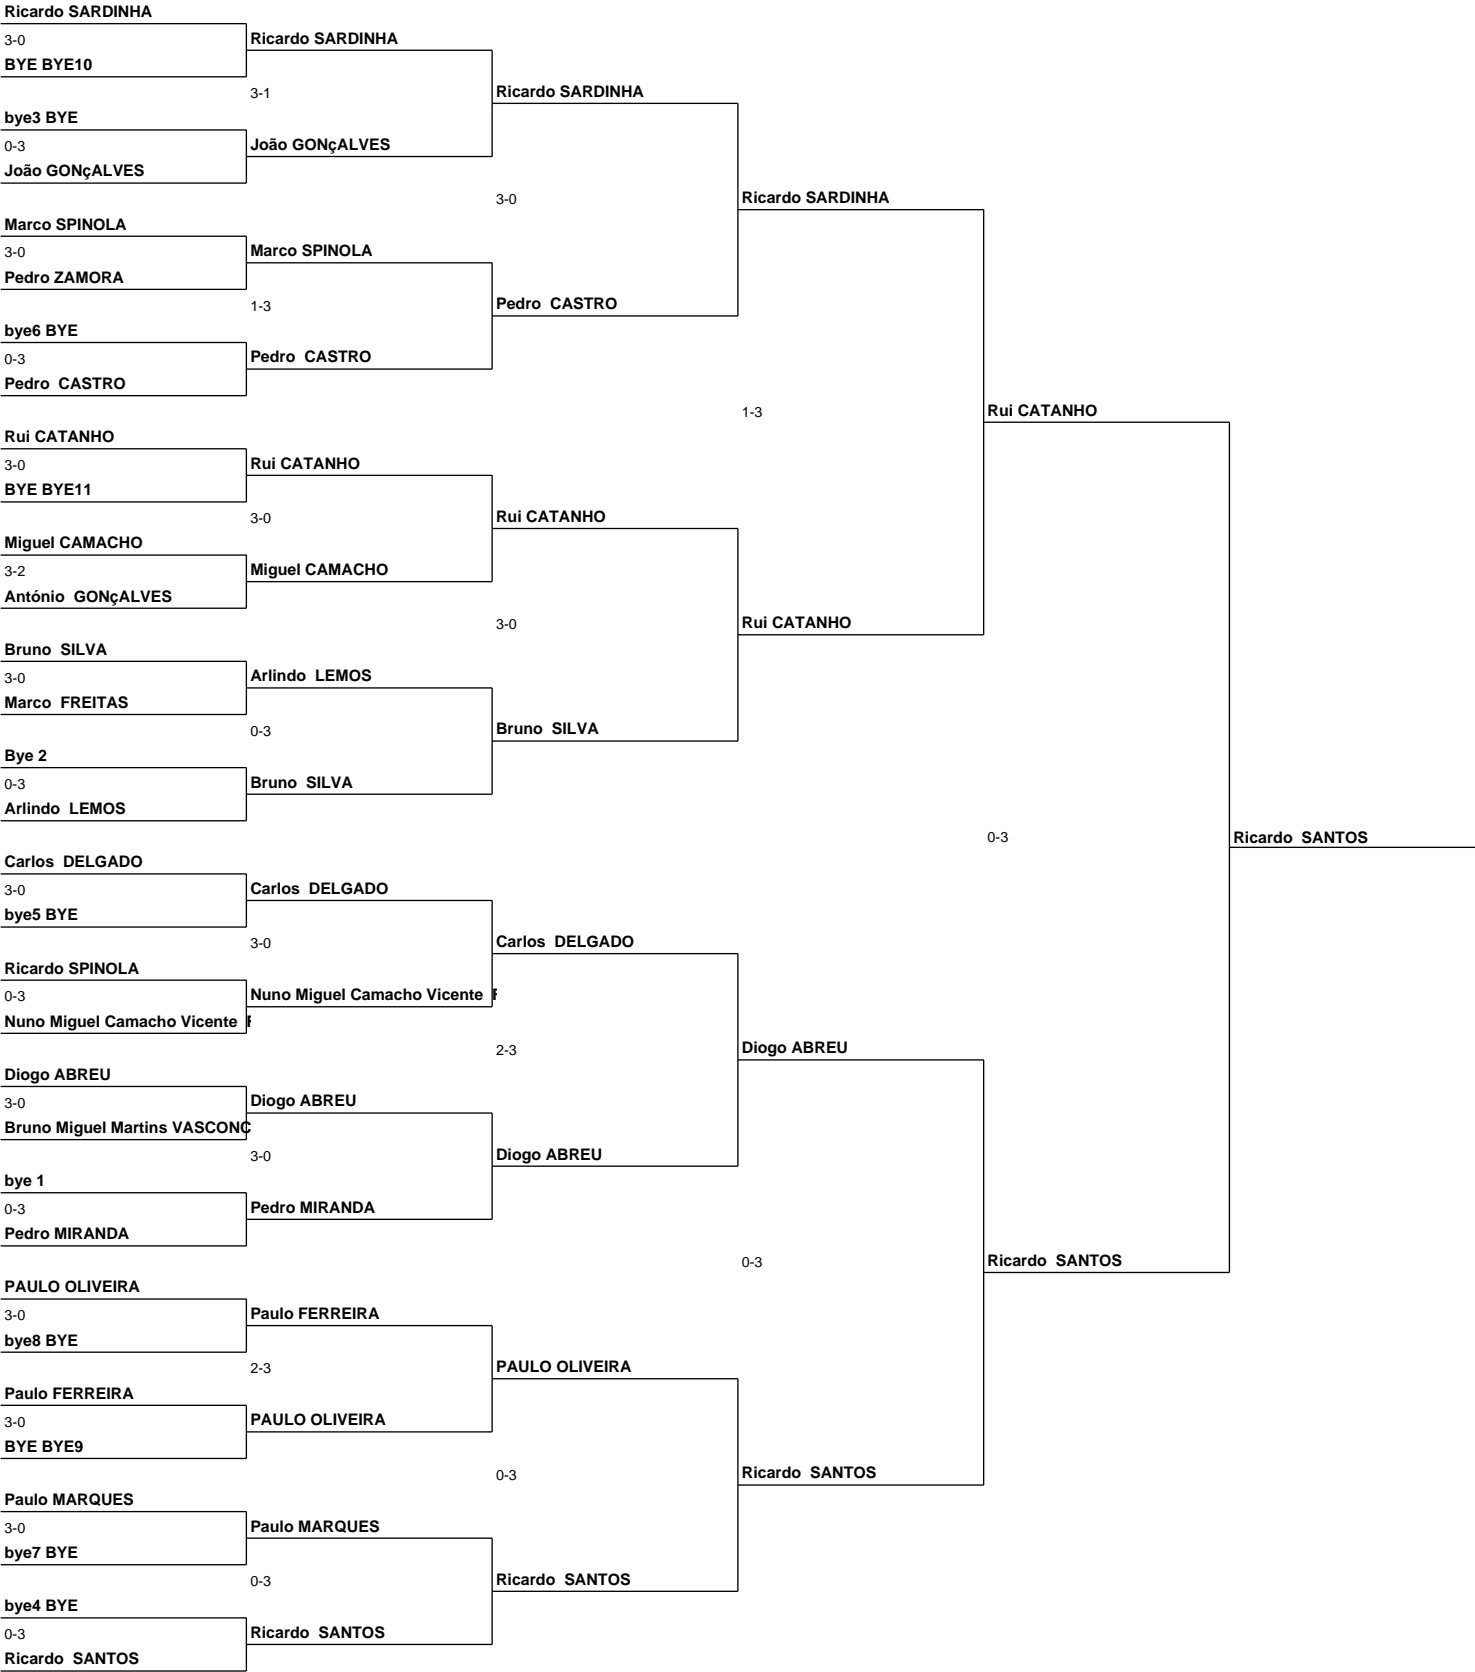 Ricardo SARDINHA
3-0
BYE BYE10
bye3 BYE
0-3
João GONçALVES
Marco SPINOLA
3-0
Pedro ZAMORA
bye6 BYE
0-3
Pedro CASTRO
Rui CATANHO
3-0
BYE BYE11
Miguel CAMACHO
3-2
António GONçALVES
Bruno SILVA
3-0
Marco FREITAS
Bye 2
0-3
Arlindo LEMOS
Carlos DELGADO
3-0
bye5 BYE
Ricardo SPINOLA
0-3
Nuno Miguel Camacho Vicente
Diogo ABREU
3-0
Bruno Miguel Martins VASCONC
bye 1
0-3
Pedro MIRANDA
PAULO OLIVEIRA
3-0
bye8 BYE
Paulo FERREIRA
3-0
BYE BYE9
Paulo MARQUES
3-0
bye7 BYE
bye4 BYE
0-3
Ricardo SANTOS
Ricardo SARDINHA
3-1
João GONçALVES
Marco SPINOLA
1-3
Pedro CASTRO
Rui CATANHO
3-0
Miguel CAMACHO
Arlindo LEMOS
0-3
Bruno SILVA
Carlos DELGADO
3-0
Nuno Miguel Camacho Vicente
Diogo ABREU
3-0
Pedro MIRANDA
Paulo FERREIRA
2-3
PAULO OLIVEIRA
Paulo MARQUES
0-3
Ricardo SANTOS
Ricardo SARDINHA
3-0
Pedro CASTRO
Rui CATANHO
3-0
Bruno SILVA
Carlos DELGADO
2-3
Diogo ABREU
PAULO OLIVEIRA
0-3
Ricardo SANTOS
Ricardo SARDINHA
1-3
Rui CATANHO
Diogo ABREU
0-3
Ricardo SANTOS
Rui CATANHO
0-3
Ricardo SANTOS
Ricardo SANTOS